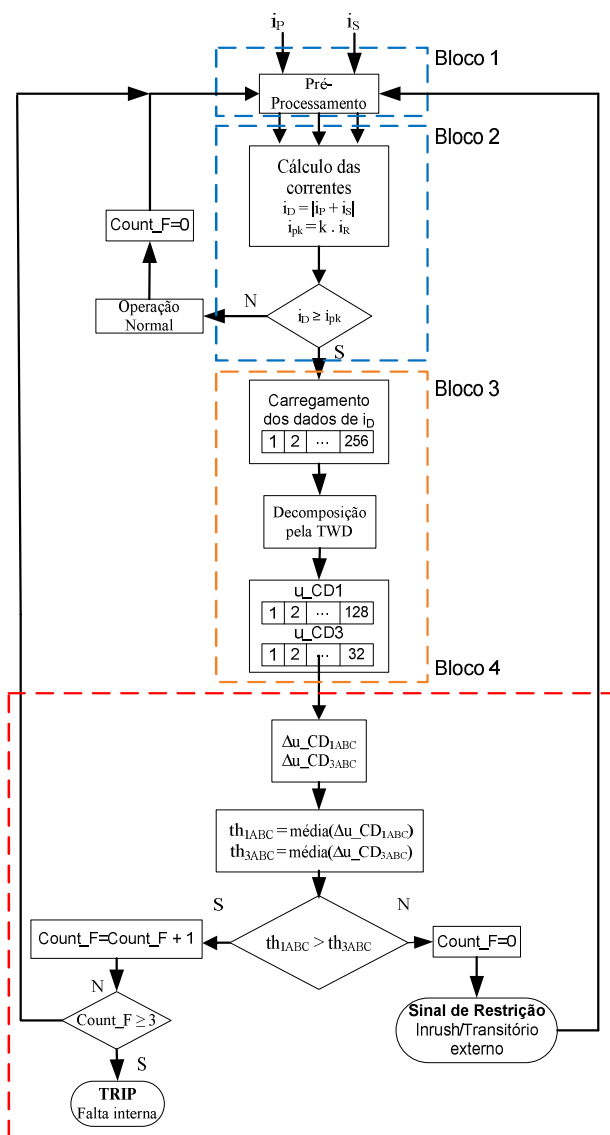 iP iS
Bloco 1
Pré-
Processamento
Bloco 2
Cálculo das
correntes
iD = |iP + iS|
ipk = k . iR
Count_F=0
Operação
Normal
N
iD ≥ ipk
S
Bloco 3
Carregamento
dos dados de iD
1 2 ... 256
Decomposição
pela TWD
u_CD1
1 2 ... 128
u_CD3
1 2 ... 32
Bloco 4
Δu_CD1ABC
Δu_CD3ABC
th1ABC = média(Δu_CD1ABC)
th3ABC = média(Δu_CD3ABC)
S N
Count_F=Count_F + 1
th1ABC > th3ABC
Count_F=0
N
Count_F ≥ 3
Sinal de Restrição
Inrush/Transitório
externo
S
TRIP
Falta interna